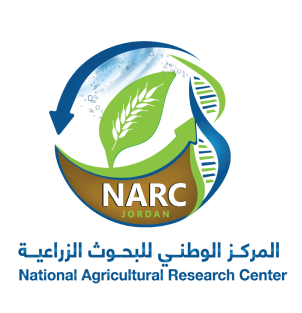 NARC
JORDAN
المركز الوطني للبحوث الزراعية
National Agricultural Research Center